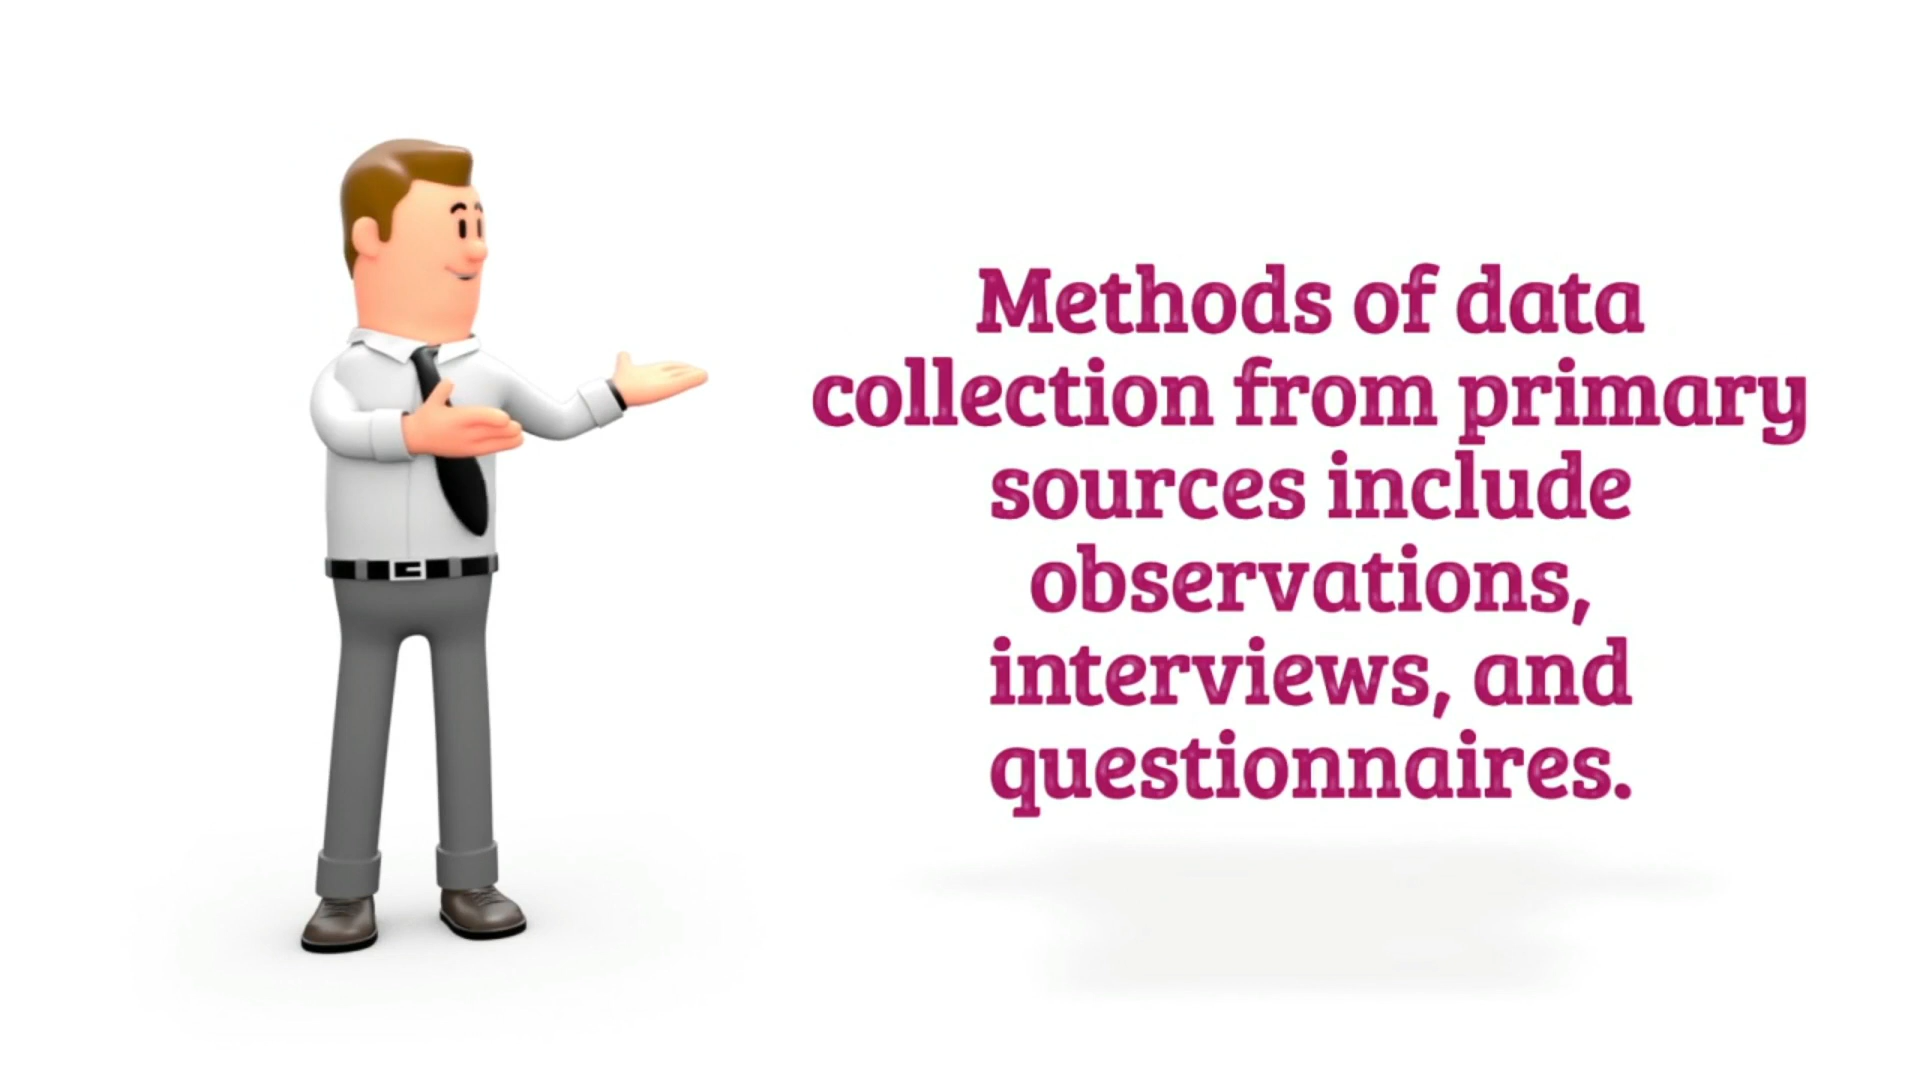 Methods of data
collection from primary
sources include
observations,
interviews, and
questionnaires.